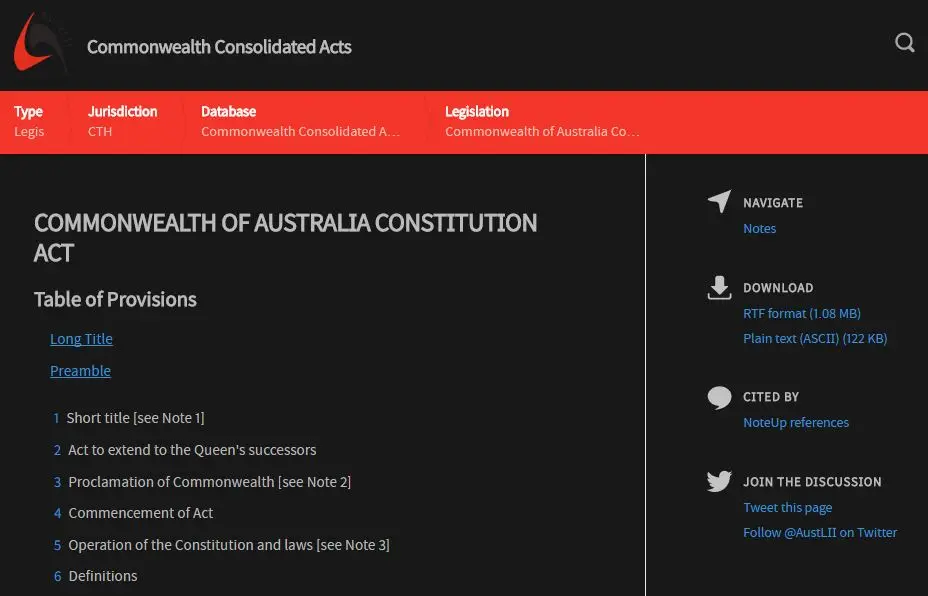 Commonwealth Consolidated Acts
Type
Legis
Jurisdiction
CTH
Database
Commonwealth Consolidated A...
Legislation
Commonwealth of Australia Co...
COMMONWEALTH OF AUSTRALIA CONSTITUTION
ACT
Table of Provisions
Long Title
Preamble
1 Short title [see Note 1]
2 Act to extend to the Queen's successors
3 Proclamation of Commonwealth [see Note 2]
4 Commencement of Act
5 Operation of the Constitution and laws [see Note 3]
6 Definitions
NAVIGATE
Notes
DOWNLOAD
RTF format (1.08 MB)
Plain text (ASCII) (122 KB)
CITED BY
NoteUp references
JOIN THE DISCUSSION
Tweet this page
Follow @AustLII on Twitter